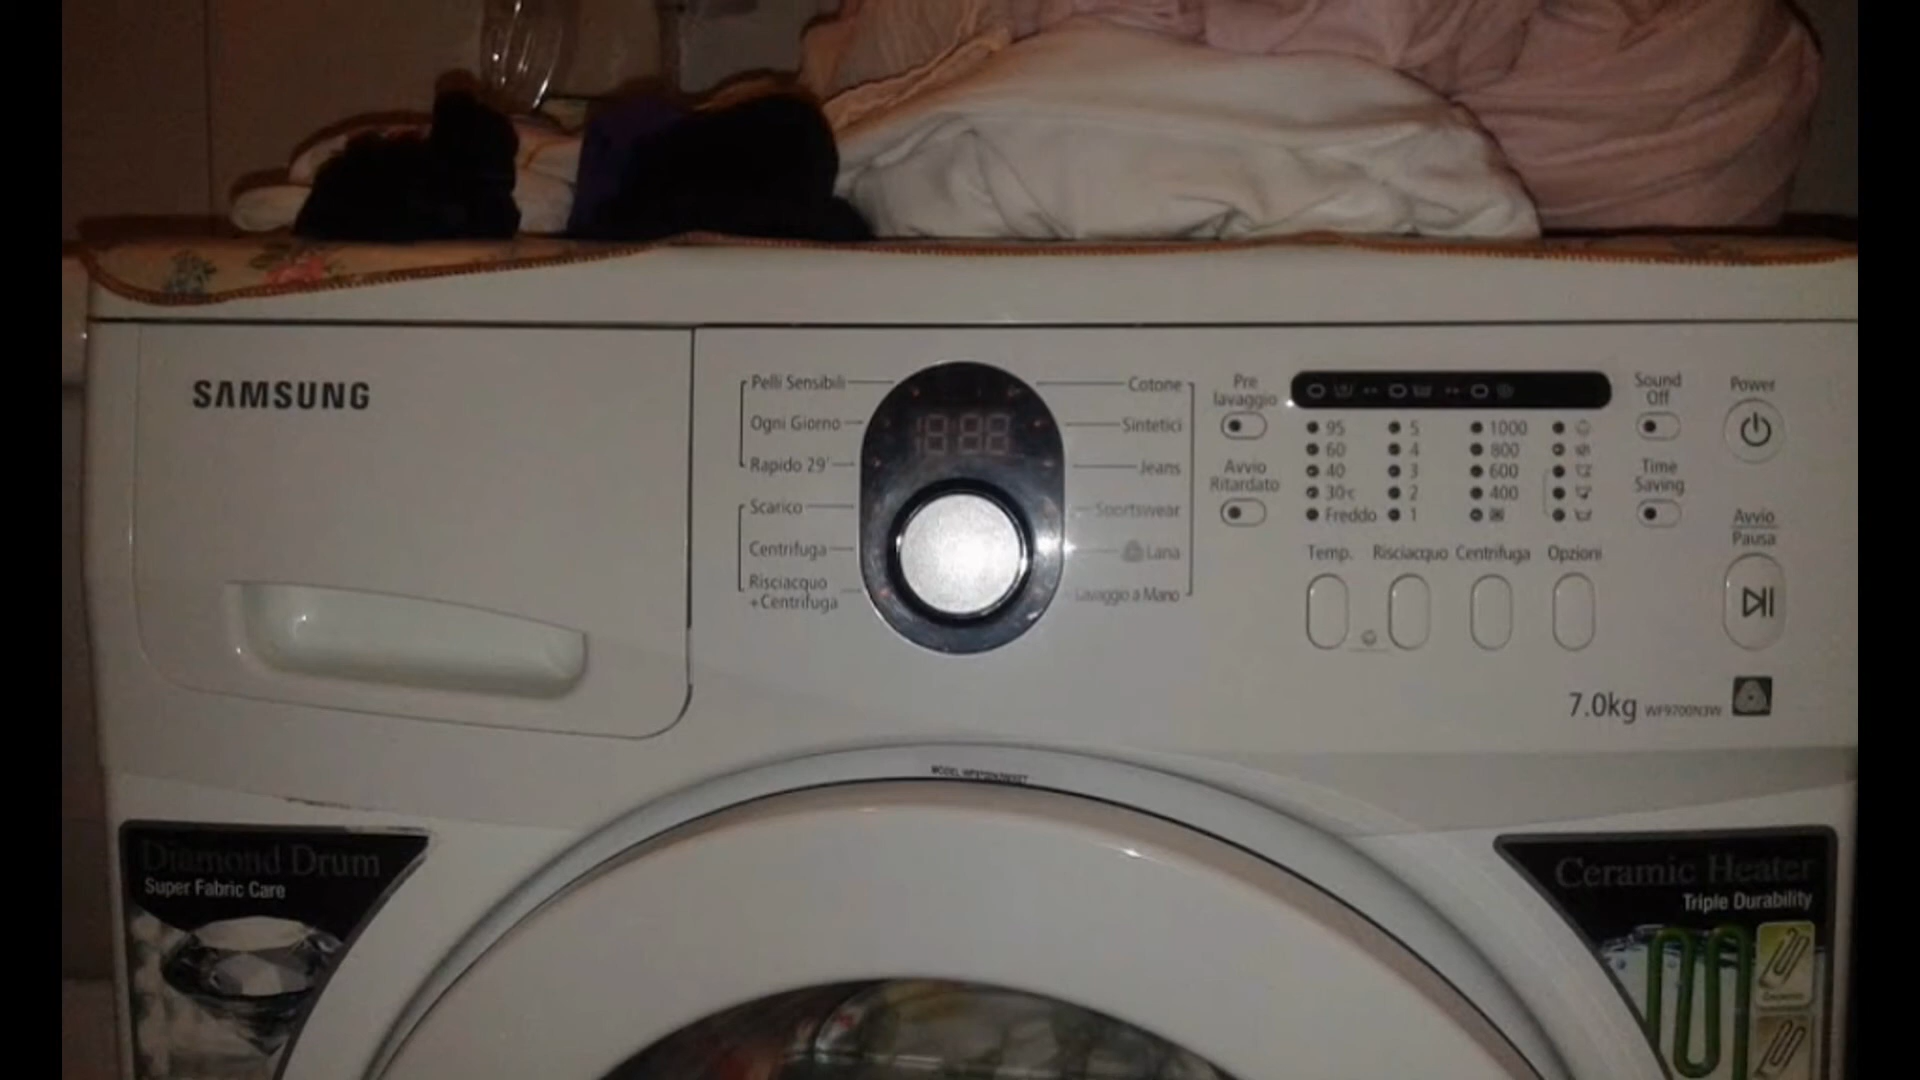 SAMSUNG
Pelli Sensibili
Ogni Giorno
Rapido 29'
Scarico
Centrifuga
Risciacquo
+Centrifuga
Cotone
Sintetici
Jeans
Sportswear
Lana
Lavaggio a Mano
Pre
lavaggio
Avvio
Ritardato
95 5 1000
60 4 800
40 3 600
30°c 2 400
Freddo 1
Temp. Risciacquo Centrifuga Opzioni
Sound
Off
Time
Saving
Power
Avvio
Pausa
7.0kg WF9700N3W
Diamond Drum
Super Fabric Care
Ceramic Heater
Triple Durability